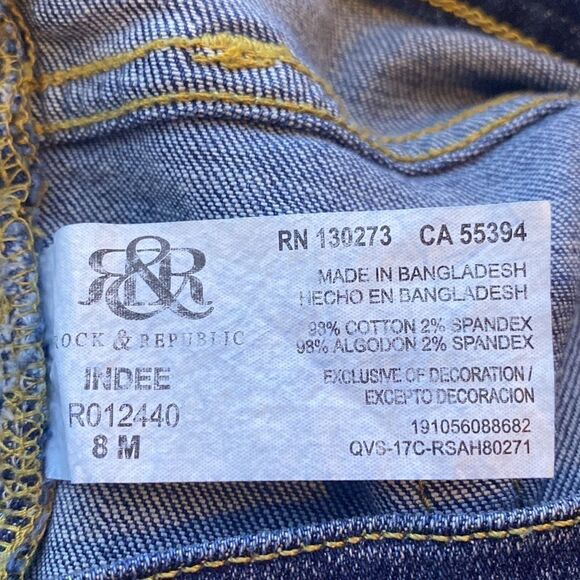 RN 130273 CA 55394
MADE IN BANGLADESH
HECHO EN BANGLADESH
98% COTTON 2% SPANDEX
98% ALGODON 2% SPANDEX
EXCLUSIVE OF DECORATION /
EXCEPTO DECORACION
191056088682
QVS-17C-RSAH80271
R&R
ROCK & REPUBLIC
INDEE
R012440
8 M